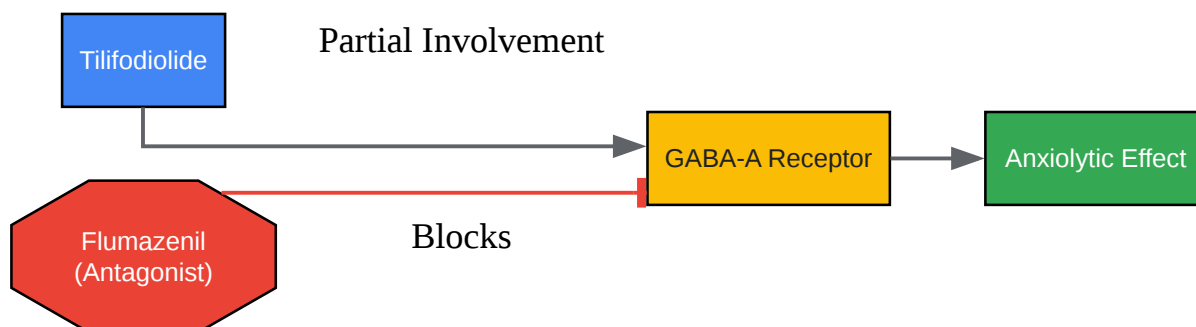 Partial Involvement
Tilifodiolide
GABA-A Receptor
Anxiolytic Effect
Blocks
Flumazenil
(Antagonist)